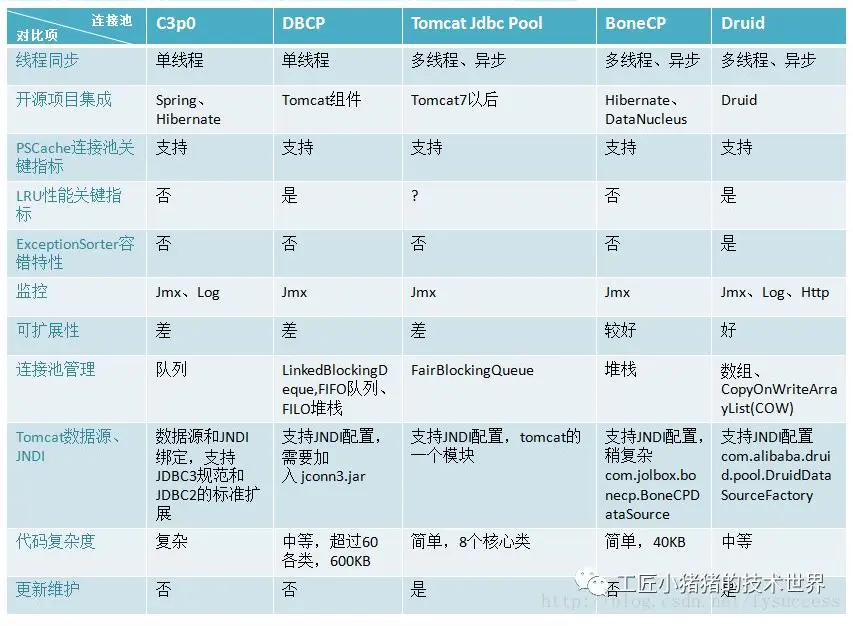 连接池
对比项
C3p0
DBCP
Tomcat Jdbc Pool
BoneCP
Druid
线程同步
单线程
单线程
多线程、异步
多线程、异步
多线程、异步
开源项目集成
Spring、
Hibernate
Tomcat组件
Tomcat7以后
Hibernate、
DataNucleus
Druid
PSCache连接池关
键指标
支持
支持
支持
支持
支持
LRU性能关键指
标
否
是
?
否
是
ExceptionSorter容
错特性
否
否
否
否
是
监控
Jmx、Log
Jmx
Jmx
Jmx
Jmx、Log、Http
可扩展性
差
差
差
较好
好
连接池管理
队列
LinkedBlockingD
eque,FIFO队列、
FILO堆栈
FairBlockingQueue
堆栈
数组、
CopyOnWriteArra
yList(COW)
Tomcat数据源、
JNDI
数据源和JNDI
绑定，支持
JDBC3规范和
JDBC2的标准扩
展
支持JNDI配置，
需要加
入 jconn3.jar
支持JNDI配置，tomcat的
一个模块
支持JNDI配置，
稍复杂
com.jolbox.bo
necp.BoneCPD
ataSource
支持JNDI配置
com.alibaba.drui
d.pool.DruidData
SourceFactory
代码复杂度
复杂
中等，超过60
各类，600KB
简单，8个核心类
简单，40KB
中等
更新维护
否
否
是
否
是
工匠小猪猪的技术世界
http://blog.csdn.net/fysuccess